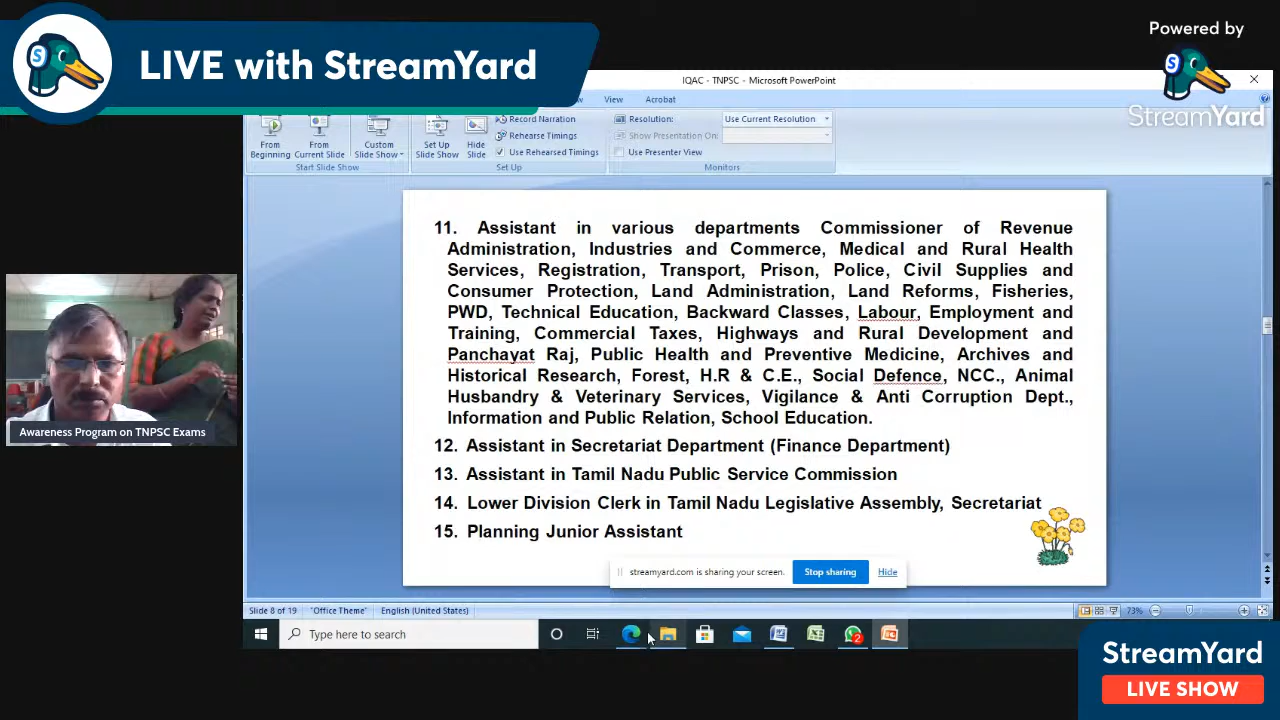 LIVE with StreamYard
Powered by
StreamYard
IQAC - TNPSC - Microsoft PowerPoint
View
Acrobat
From Beginning
From Current Slide
Custom Slide Show
Start Slide Show
Set Up Slide Show
Hide Slide
Record Narration
Rehearse Timings
Use Rehearsed Timings
Set Up
Resolution:
Use Current Resolution
Show Presentation On:
Use Presenter View
Monitors
11. Assistant in various departments Commissioner of Revenue
Administration, Industries and Commerce, Medical and Rural Health
Services, Registration, Transport, Prison, Police, Civil Supplies and
Consumer Protection, Land Administration, Land Reforms, Fisheries,
PWD, Technical Education, Backward Classes, Labour, Employment and
Training, Commercial Taxes, Highways and Rural Development and
Panchayat Raj, Public Health and Preventive Medicine, Archives and
Historical Research, Forest, H.R & C.E., Social Defence, NCC., Animal
Husbandry & Veterinary Services, Vigilance & Anti Corruption Dept.,
Information and Public Relation, School Education.
12. Assistant in Secretariat Department (Finance Department)
13. Assistant in Tamil Nadu Public Service Commission
14. Lower Division Clerk in Tamil Nadu Legislative Assembly, Secretariat
15. Planning Junior Assistant
Awareness Program on TNPSC Exams
streamyard.com is sharing your screen.
Stop sharing
Hide
Slide 8 of 19
"Office Theme"
English (United States)
73%
Type here to search
2
StreamYard
LIVE SHOW